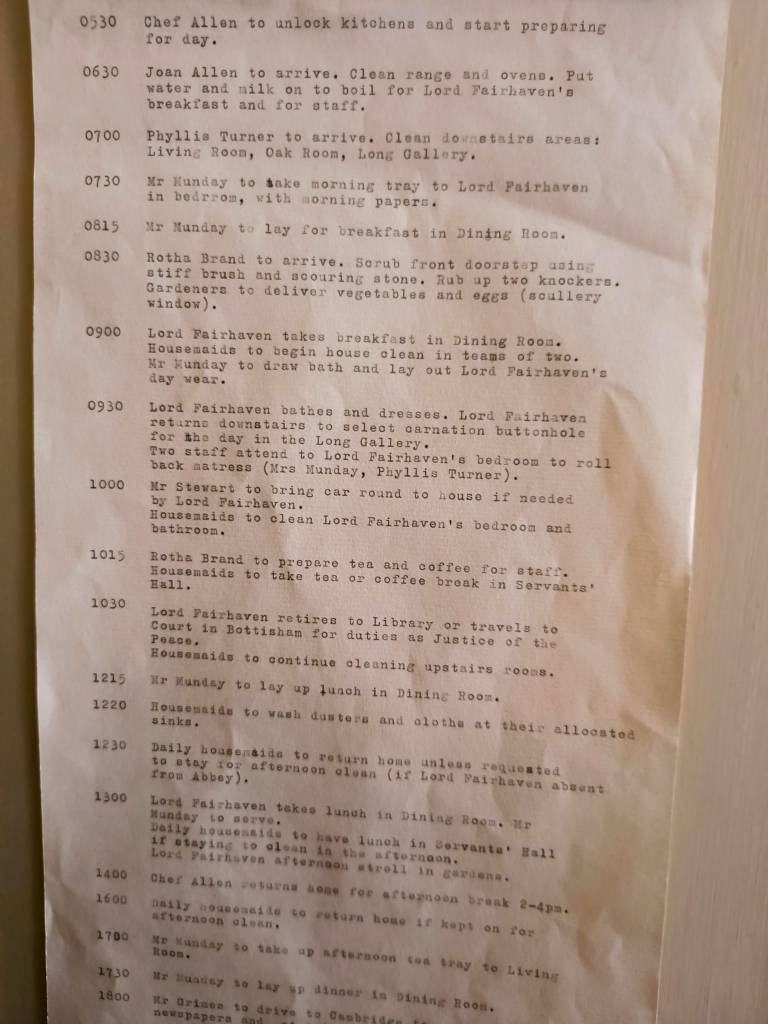 0530 Chef Allen to unlock kitchens and start preparing
for day.
0630 Joan Allen to arrive. Clean range and ovens. Put
water and milk on to boil for Lord Fairhaven's
breakfast and for staff.
0700 Phyllis Turner to arrive. Clean downstairs areas:
Living Room, Oak Room, Long Gallery.
0730 Mr Munday to take morning tray to Lord Fairhaven
in bedrrom, with morning papers.
0815 Mr Munday to lay for breakfast in Dining Room.
0830 Rotha Brand to arrive. Scrub front doorstep using
stiff brush and scouring stone. Rub up two knockers.
Gardeners to deliver vegetables and eggs (scullery
window).
0900 Lord Fairhaven takes breakfast in Dining Room.
Housemaids to begin house clean in teams of two.
Mr Munday to draw bath and lay out Lord Fairhaven's
day wear.
0930 Lord Fairhaven bathes and dresses. Lord Fairhaven
returns downstairs to select carnation buttonhole
for the day in the Long Gallery.
Two staff attend to Lord Fairhaven's bedroom to roll
back matress (Mrs Munday, Phyllis Turner).
1000 Mr Stewart to bring car round to house if needed
by Lord Fairhaven.
Housemaids to clean Lord Fairhaven's bedroom and
bathroom.
1015 Rotha Brand to prepare tea and coffee for staff.
Housemaids to take tea or coffee break in Servants'
Hall.
1030 Lord Fairhaven retires to Library or travels to
Court in Bottisham for duties as Justice of the
Peace.
Housemaids to continue cleaning upstairs rooms.
1215 Mr Munday to lay up lunch in Dining Room.
1220 Housemaids to wash dusters and cloths at their allocated
sinks.
1230 Daily housemaids to return home unless requested
to stay for afternoon clean (if Lord Fairhaven absent
from Abbey).
1300 Lord Fairhaven takes lunch in Dining Room. Mr
Munday to serve.
Daily housemaids to have lunch in Servants' Hall
if staying to clean in the afternoon.
Lord Fairhaven afternoon stroll in gardens.
1400 Chef Allen returns home for afternoon break 2-4pm.
1600 Daily housemaids to return home if kept on for
afternoon clean.
1700 Mr Munday to take up afternoon tea tray to Living
Room.
1730 Mr Munday to lay up dinner in Dining Room.
1800 Mr Grimes to drive to Cambridge
newspapers and